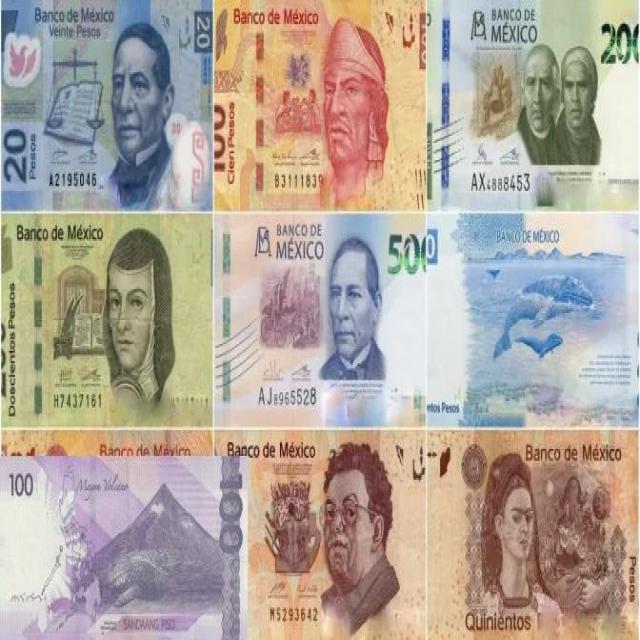 Banco de México
Veinte Pesos
20
20
Pesos
A2195046
Banco de México
100
Cien Pesos
B3111839
BANCO DE
MÉXICO
200
AX4888453
Banco de México
Doscientos Pesos
H7437161
BANCO DE
MÉXICO
500
AJ8965528
BANCO DE MÉXICO
ntos Pesos
Banco de México
100
Mayon Volcano
100
SANDAANG PISO
Banco de México
M5293642
Banco de México
Quinientos
Pesos